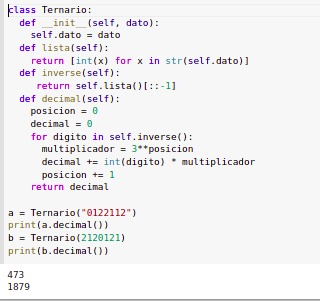 class Ternario:
  def __init__(self, dato):
    self.dato = dato
  def lista(self):
    return [int(x) for x in str(self.dato)]
  def inverse(self):
     return self.lista()[::-1]
  def decimal(self):
    posicion = 0
    decimal = 0
    for digito in self.inverse():
      multiplicador = 3**posicion
      decimal += int(digito) * multiplicador
      posicion += 1
    return decimal

a = Ternario("0122112")
print(a.decimal())
b = Ternario(2120121)
print(b.decimal())
473
1879